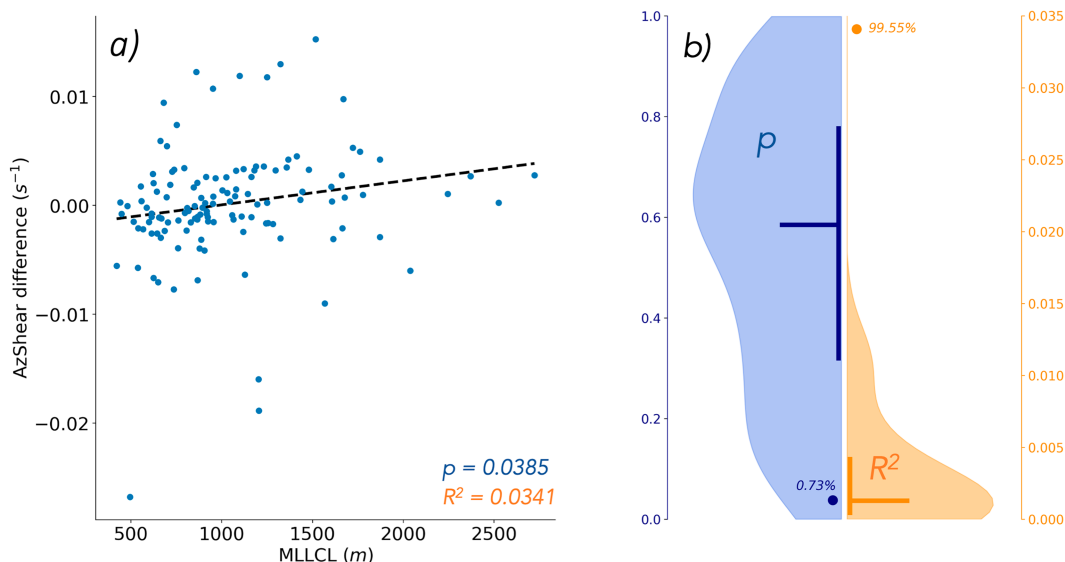 a)
AzShear difference (s⁻¹)
0.01
0.00
−0.01
−0.02
500 1000 1500 2000 2500
MLLCL (m)
p = 0.0385
R² = 0.0341
b)
1.0
0.8
0.6
0.4
0.2
0.0
p
0.73%
99.55%
R²
0.035
0.030
0.025
0.020
0.015
0.010
0.005
0.000